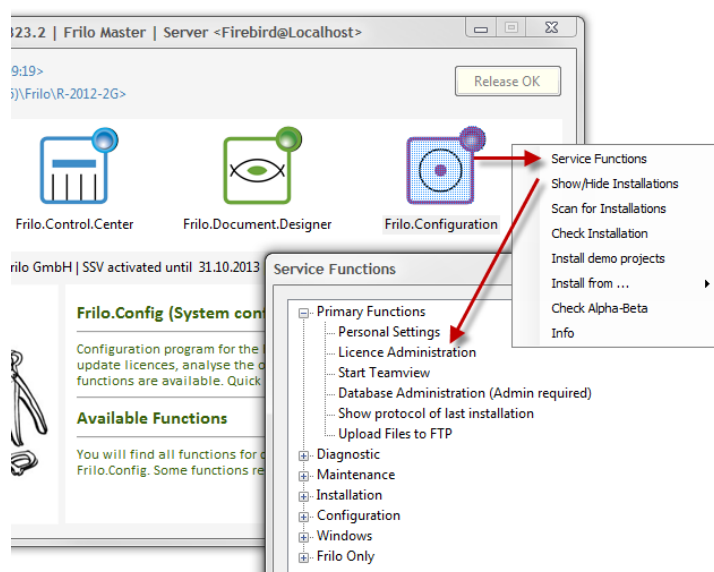 323.2 | Frilo Master | Server <Firebird@Localhost>
9:19>
)\Frilo\R-2012-2G>
Release OK
Frilo.Control.Center
Frilo.Document.Designer
Frilo.Configuration
Service Functions
Show/Hide Installations
Scan for Installations
Check Installation
Install demo projects
Install from ...
Check Alpha-Beta
Info
Frilo GmbH | SSV activated until 31.10.2013
Frilo.Config (System con
Configuration program for the
update licences, analyse the
functions are available. Quick
Available Functions
You will find all functions for
Frilo.Config. Some functions re
Service Functions
Primary Functions
Personal Settings
Licence Administration
Start Teamview
Database Administration (Admin required)
Show protocol of last installation
Upload Files to FTP
Diagnostic
Maintenance
Installation
Configuration
Windows
Frilo Only